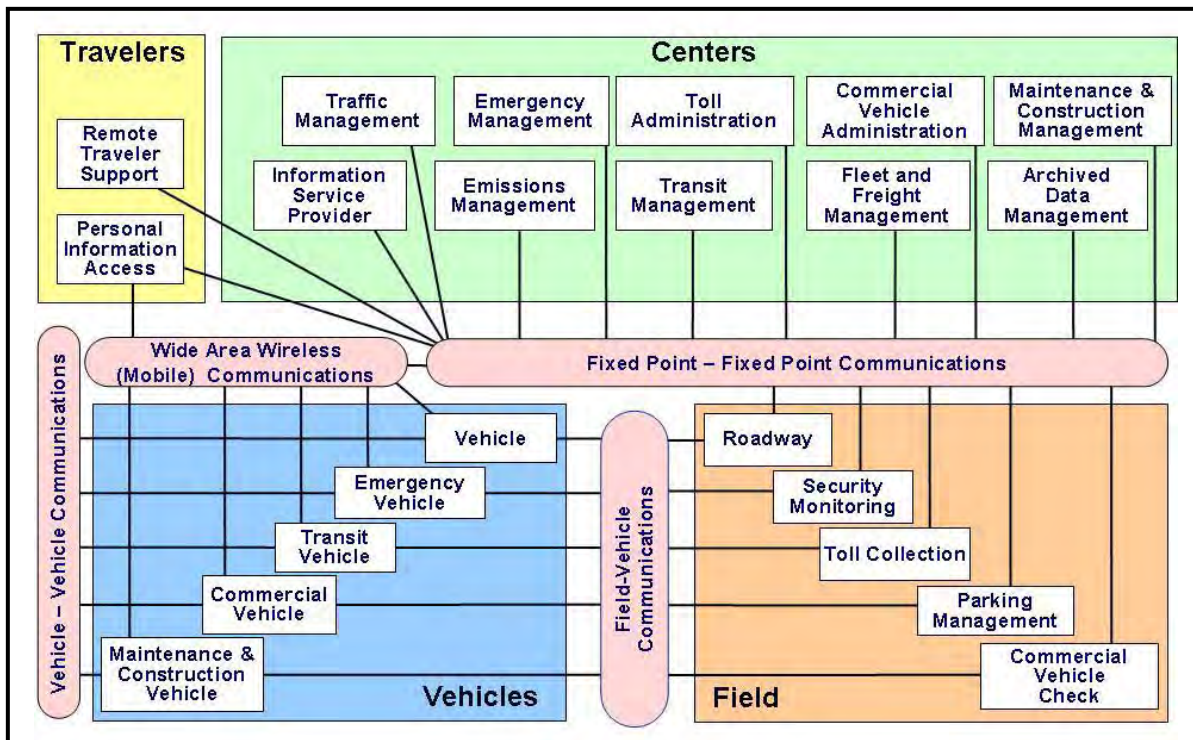 Travelers
Remote
Traveler
Support
Personal
Information
Access
Centers
Traffic
Management
Emergency
Management
Toll
Administration
Commercial
Vehicle
Administration
Maintenance &
Construction
Management
Information
Service
Provider
Emissions
Management
Transit
Management
Fleet and
Freight
Management
Archived
Data
Management
Wide Area Wireless
(Mobile) Communications
Fixed Point – Fixed Point Communications
Vehicle – Vehicle Communications
Vehicle
Emergency
Vehicle
Transit
Vehicle
Commercial
Vehicle
Maintenance &
Construction
Vehicle
Vehicles
Field-Vehicle
Communications
Roadway
Security
Monitoring
Toll Collection
Parking
Management
Commercial
Vehicle
Check
Field